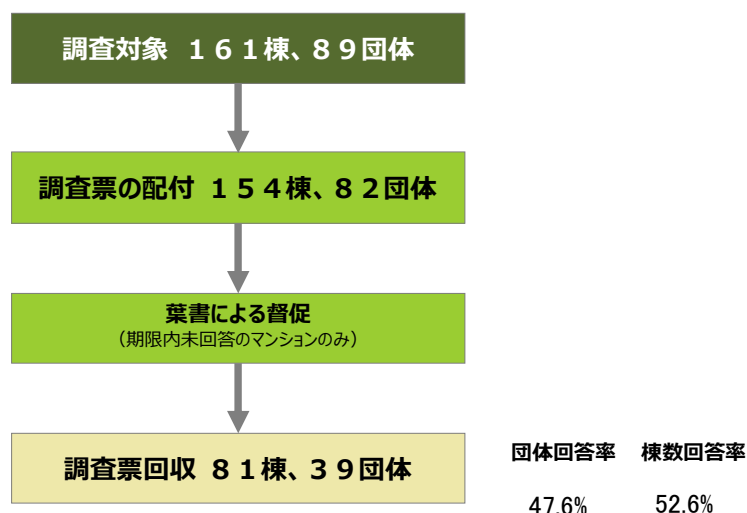 調査対象 １６１棟、８９団体
調査票の配付 １５４棟、８２団体
葉書による督促
（期限内未回答のマンションのみ）
調査票回収 ８１棟、３９団体
団体回答率 棟数回答率
47.6% 52.6%